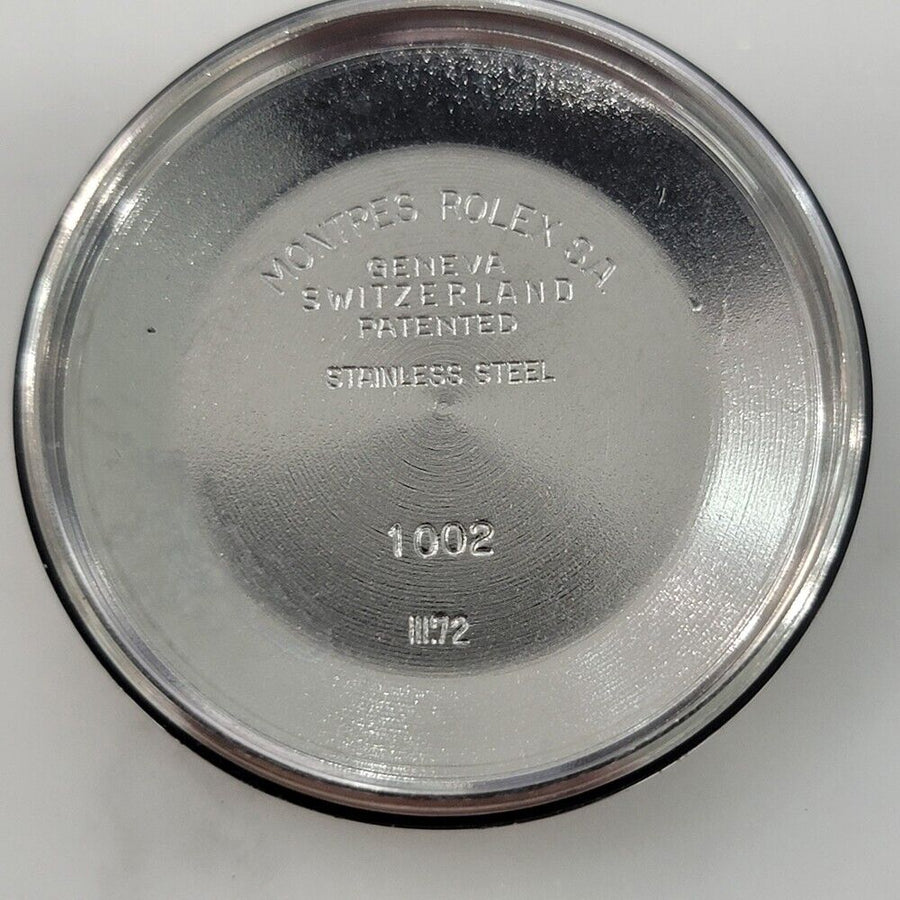 MONTRES ROLEX S.A
GENEVA
SWITZERLAND
PATENTED
STAINLESS STEEL
1002
III.72